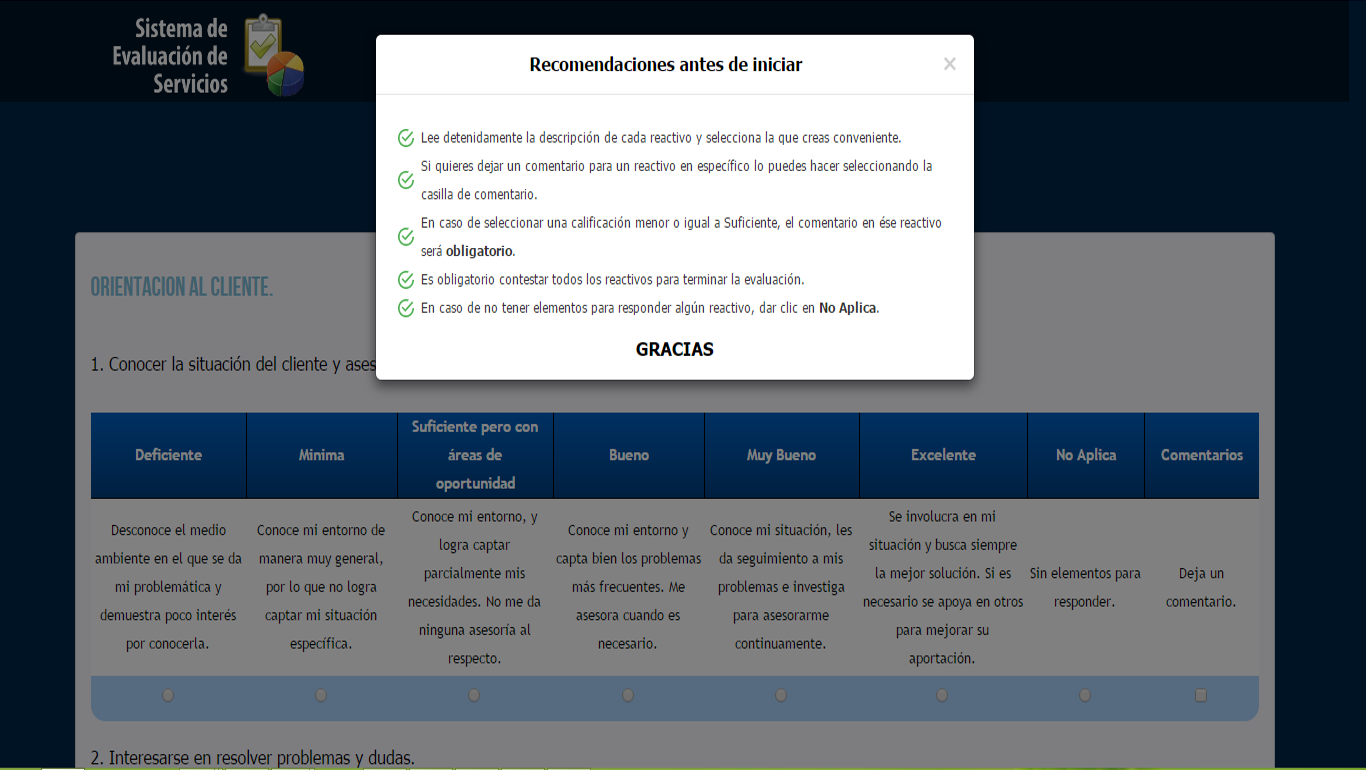 Sistema de
Evaluación de
Servicios
Recomendaciones antes de iniciar
×
Lee detenidamente la descripción de cada reactivo y selecciona la que creas conveniente.
Si quieres dejar un comentario para un reactivo en específico lo puedes hacer seleccionando la
casilla de comentario.
En caso de seleccionar una calificación menor o igual a Suficiente, el comentario en ése reactivo
será obligatorio.
Es obligatorio contestar todos los reactivos para terminar la evaluación.
En caso de no tener elementos para responder algún reactivo, dar clic en No Aplica.
GRACIAS
ORIENTACION AL CLIENTE.
1. Conocer la situación del cliente y ases
Deficiente
Minima
Suficiente pero con
áreas de
oportunidad
Bueno
Muy Bueno
Excelente
No Aplica
Comentarios
Desconoce el medio
ambiente en el que se da
mi problemática y
demuestra poco interés
por conocerla.
Conoce mi entorno de
manera muy general,
por lo que no logra
captar mi situación
específica.
Conoce mi entorno, y
logra captar
parcialmente mis
necesidades. No me da
ninguna asesoría al
respecto.
Conoce mi entorno y
capta bien los problemas
más frecuentes. Me
asesora cuando es
necesario.
Conoce mi situación, les
da seguimiento a mis
problemas e investiga
para asesorarme
continuamente.
Se involucra en mi
situación y busca siempre
la mejor solución. Si es
necesario se apoya en otros
para mejorar su
aportación.
Sin elementos para
responder.
Deja un
comentario.
2. Interesarse en resolver problemas y dudas.